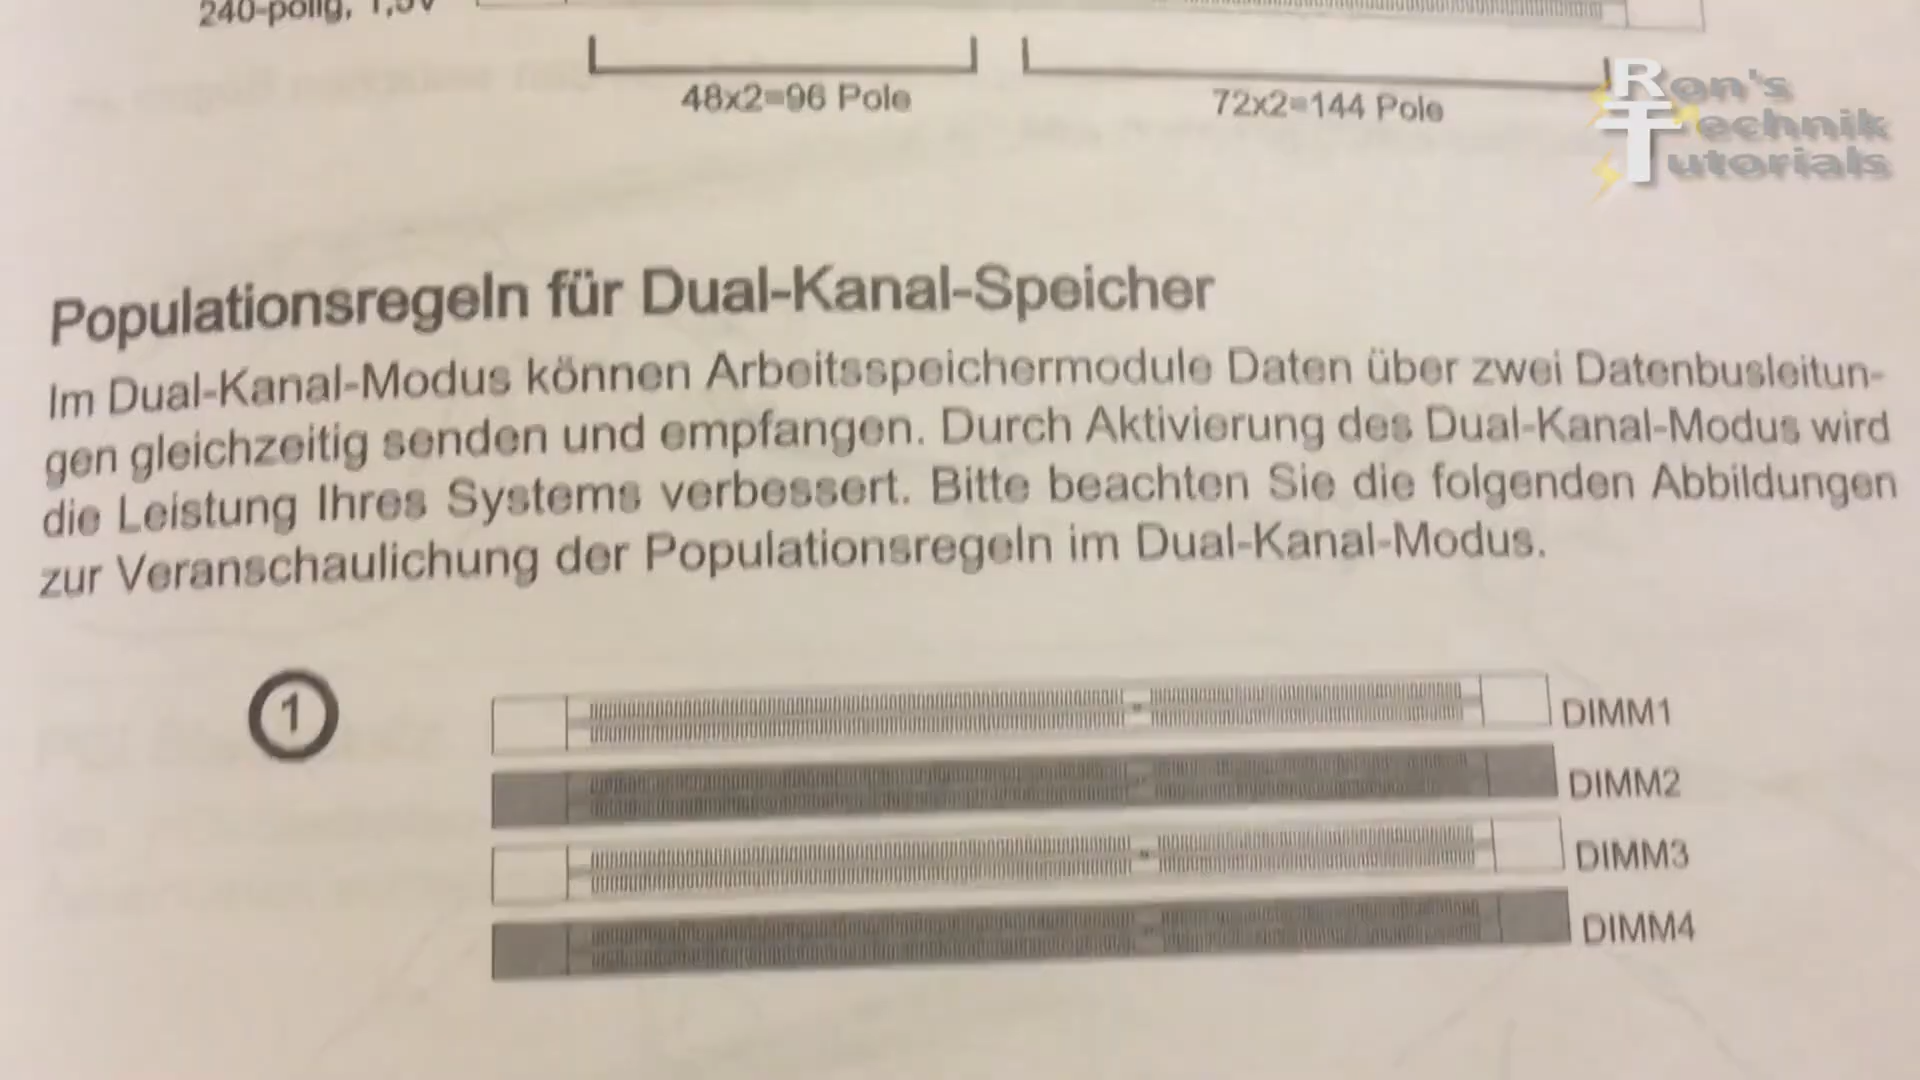 240-polig, 1,5V
48x2=96 Pole
72x2=144 Pole
Ron's
Technik
Tutorials
Populationsregeln für Dual-Kanal-Speicher
Im Dual-Kanal-Modus können Arbeitsspeichermodule Daten über zwei Datenbusleitun-
gen gleichzeitig senden und empfangen. Durch Aktivierung des Dual-Kanal-Modus wird
die Leistung Ihres Systems verbessert. Bitte beachten Sie die folgenden Abbildungen
zur Veranschaulichung der Populationsregeln im Dual-Kanal-Modus.
1
DIMM1
DIMM2
DIMM3
DIMM4